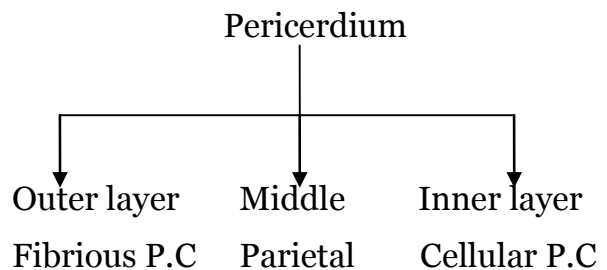 Pericerdium
Outer layer Middle Inner layer
Fibrious P.C Parietal Cellular P.C